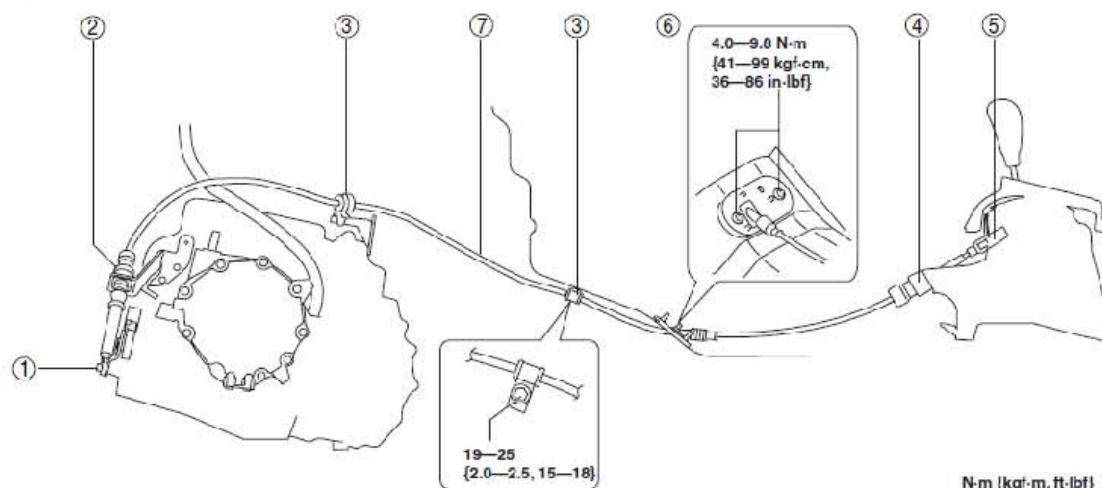 ② ③ ⑦ ③ ⑥ ④ ⑤
4.0—9.8 N·m
{41—99 kgf·cm,
36—86 in·lbf}
①
19—25
{2.0—2.5, 15—18}
N·m {kgf·m, ft·lbf}